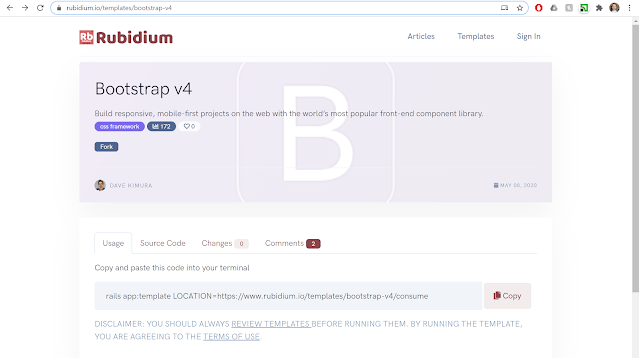 rubidium.io/templates/bootstrap-v4
Rb Rubidium
Articles Templates Sign In
Bootstrap v4
B
Build responsive, mobile-first projects on the web with the world's most popular front-end component library.
css framework 172 0
Fork
DAVE KIMURA MAY 06, 2020
Usage Source Code Changes 0 Comments 2
Copy and paste this code into your terminal
rails app:template LOCATION=https://www.rubidium.io/templates/bootstrap-v4/consume Copy
DISCLAIMER: YOU SHOULD ALWAYS REVIEW TEMPLATES BEFORE RUNNING THEM. BY RUNNING THE TEMPLATE,
YOU ARE AGREEING TO THE TERMS OF USE.